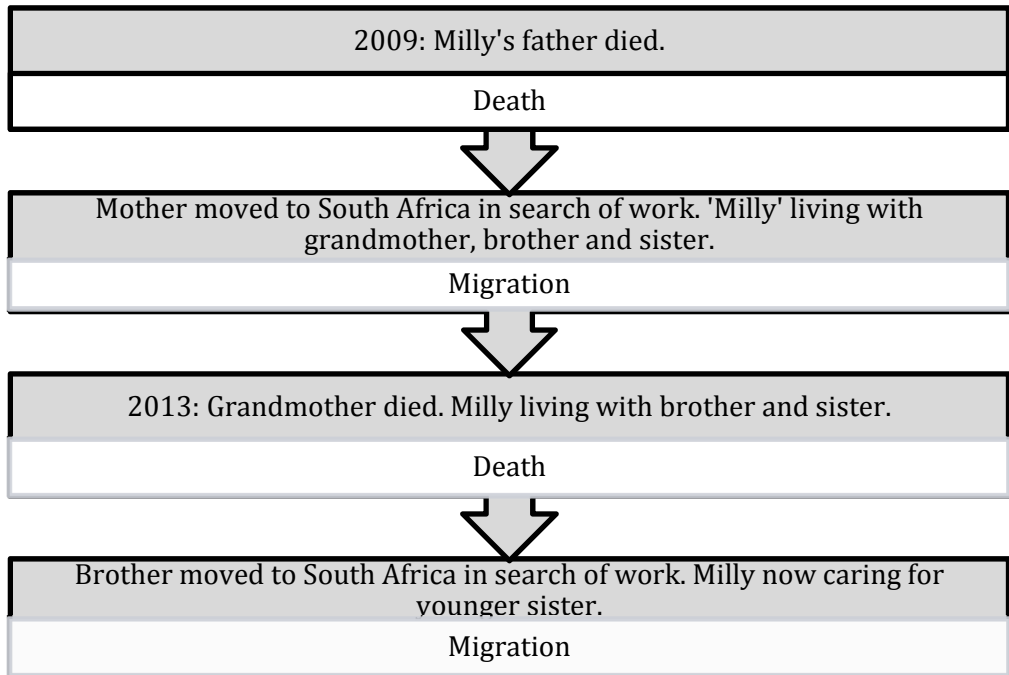 2009: Milly's father died.
Death
Mother moved to South Africa in search of work. 'Milly' living with
grandmother, brother and sister.
Migration
2013: Grandmother died. Milly living with brother and sister.
Death
Brother moved to South Africa in search of work. Milly now caring for
younger sister.
Migration